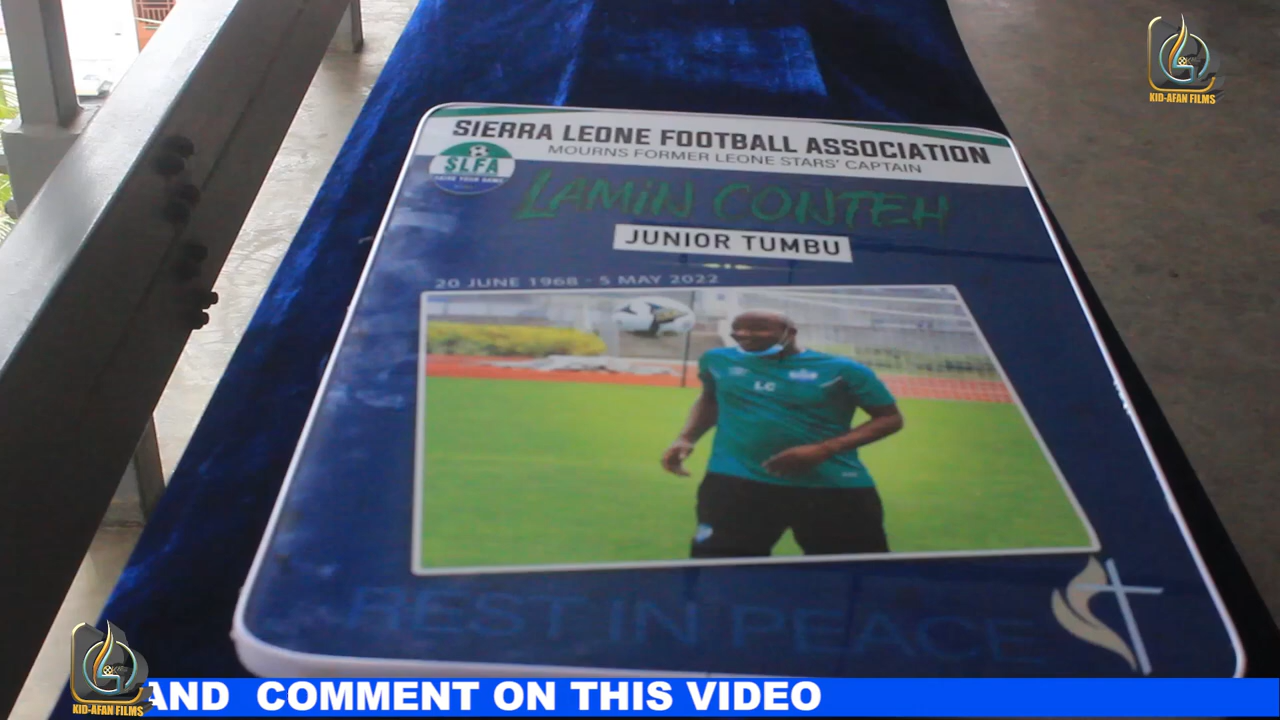 KID-AFAN FILMS
SIERRA LEONE FOOTBALL ASSOCIATION
MOURNS FORMER LEONE STARS' CAPTAIN
SLFA
LAMIN CONTEH
JUNIOR TUMBU
20 JUNE 1968 - 5 MAY 2022
LC
REST IN PEACE
AND COMMENT ON THIS VIDEO
KID-AFAN FILMS